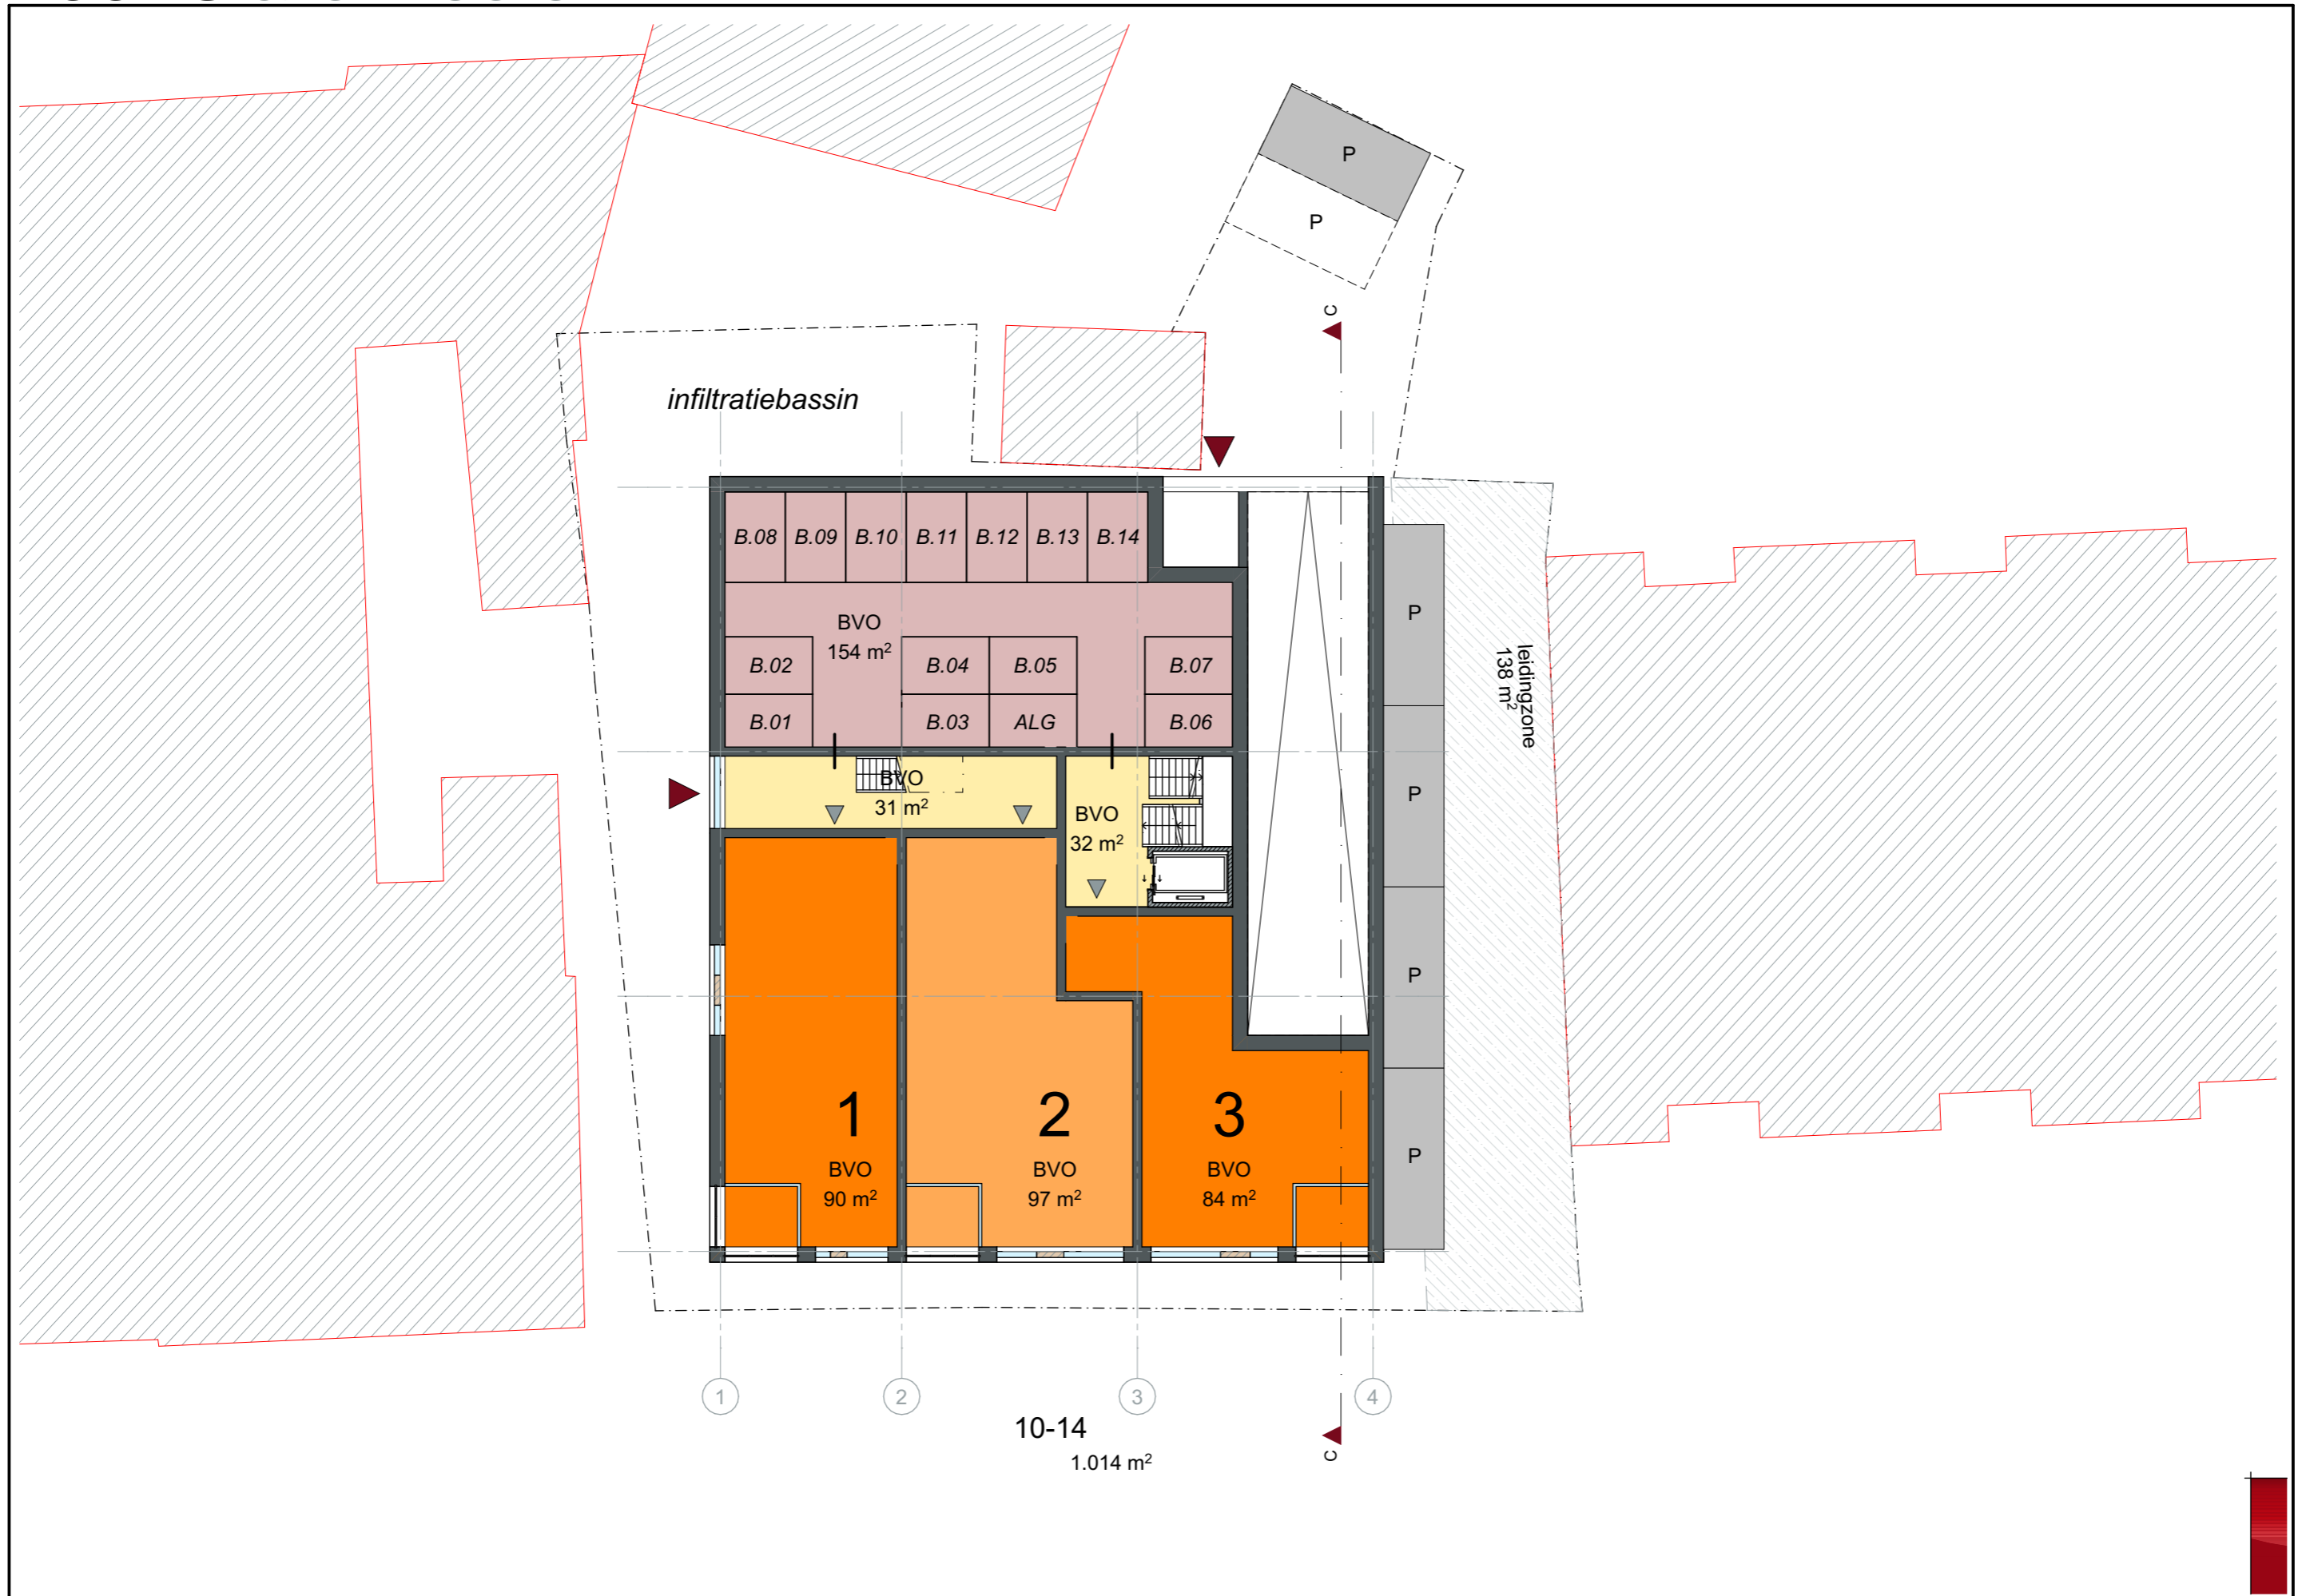 P
P
C
infiltratiebassin
B.08 B.09 B.10 B.11 B.12 B.13 B.14
BVO
154 m²
P
B.02 B.04 B.05 B.07
B.01 B.03 ALG B.06
leidingzone
138 m²
BVO
31 m²
P
BVO
32 m²
P
1 2 3
BVO BVO BVO
90 m² 97 m² 84 m²
P
1 2 3 4
10-14
1.014 m²
C